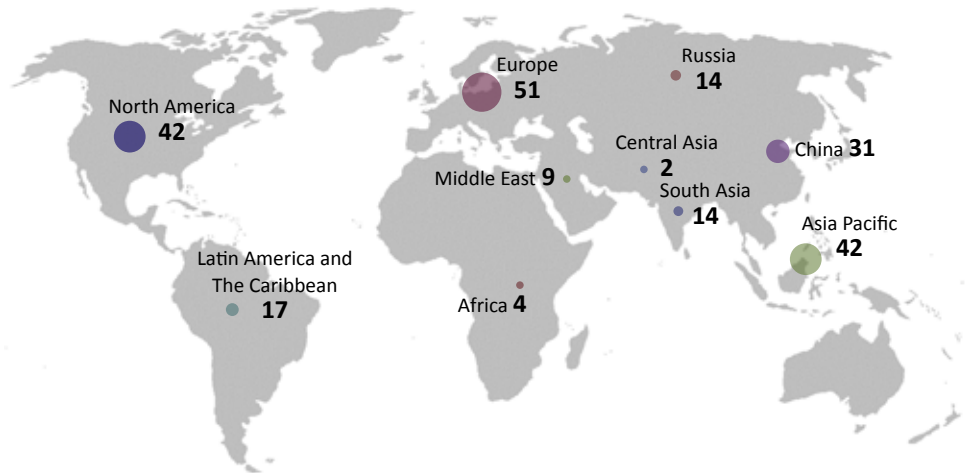 Europe
51
Russia
14
North America
42
Central Asia
2
China 31
Middle East 9
South Asia
14
Asia Pacific
42
Latin America and
The Caribbean
17
Africa 4